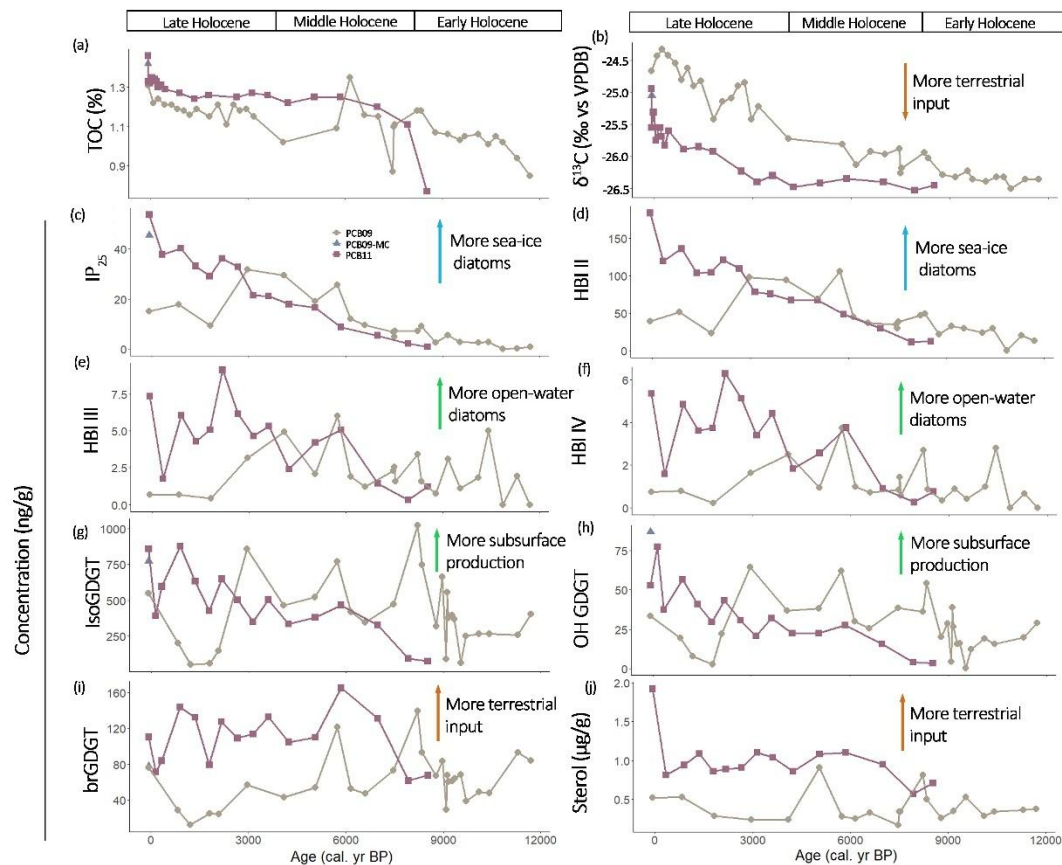 Late Holocene Middle Holocene Early Holocene
Late Holocene Middle Holocene Early Holocene
(a)
TOC (%)
1.3
1.1
0.9
(b)
δ¹³C (‰ vs VPDB)
-24.5
-25.0
-25.5
-26.0
-26.5
More terrestrial
input
Concentration (ng/g)
(c)
IP₂₅
40
20
0
PCB09
PCB09-MC
PCB11
More sea-ice
diatoms
(d)
HBI II
150
100
50
0
More sea-ice
diatoms
(e)
HBI III
7.5
5.0
2.5
0.0
More open-water
diatoms
(f)
HBI IV
6
4
2
0
More open-water
diatoms
(g)
IsoGDGT
1000
750
500
250
More subsurface
production
(h)
OH GDGT
75
50
25
0
More subsurface
production
(i)
brGDGT
160
120
80
40
More terrestrial
input
(j)
Sterol (µg/g)
2.0
1.5
1.0
0.5
More terrestrial
input
0 3000 6000 9000 12000
Age (cal. yr BP)
0 3000 6000 9000 12000
Age (cal. yr BP)